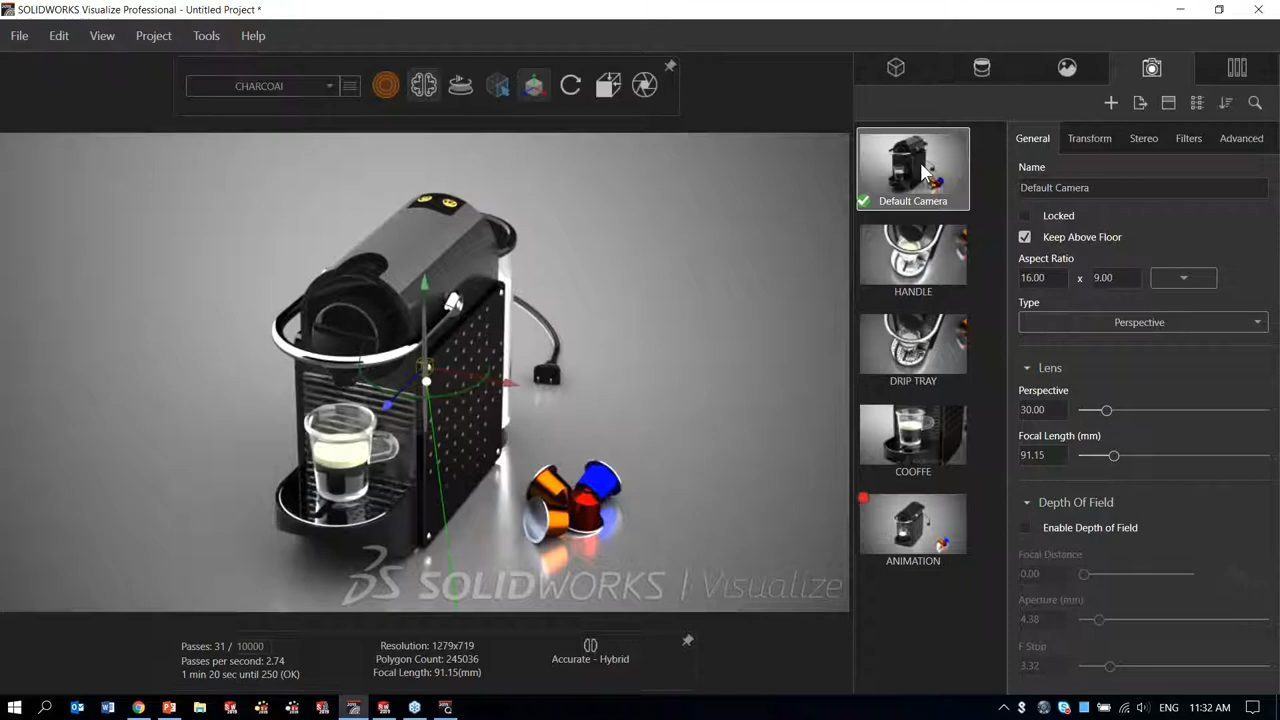 SOLIDWORKS Visualize Professional - Untitled Project *
File Edit View Project Tools Help
CHARCOAl
General Transform Stereo Filters Advanced
Name
Default Camera
Locked
Keep Above Floor
Aspect Ratio
16.00 x 9.00
Type
Perspective
Lens
Perspective
30.00
Focal Length (mm)
91.15
Depth Of Field
Enable Depth of Field
Focal Distance
0.00
Aperture (mm)
4.38
F Stop
3.32
Default Camera
HANDLE
DRIP TRAY
COOFFE
ANIMATION
SOLIDWORKS | Visualize
Passes: 31 / 10000
Passes per second: 2.74
1 min 20 sec until 250 (OK)
Resolution: 1279x719
Polygon Count: 245036
Focal Length: 91.15(mm)
Accurate - Hybrid
ENG 11:32 AM